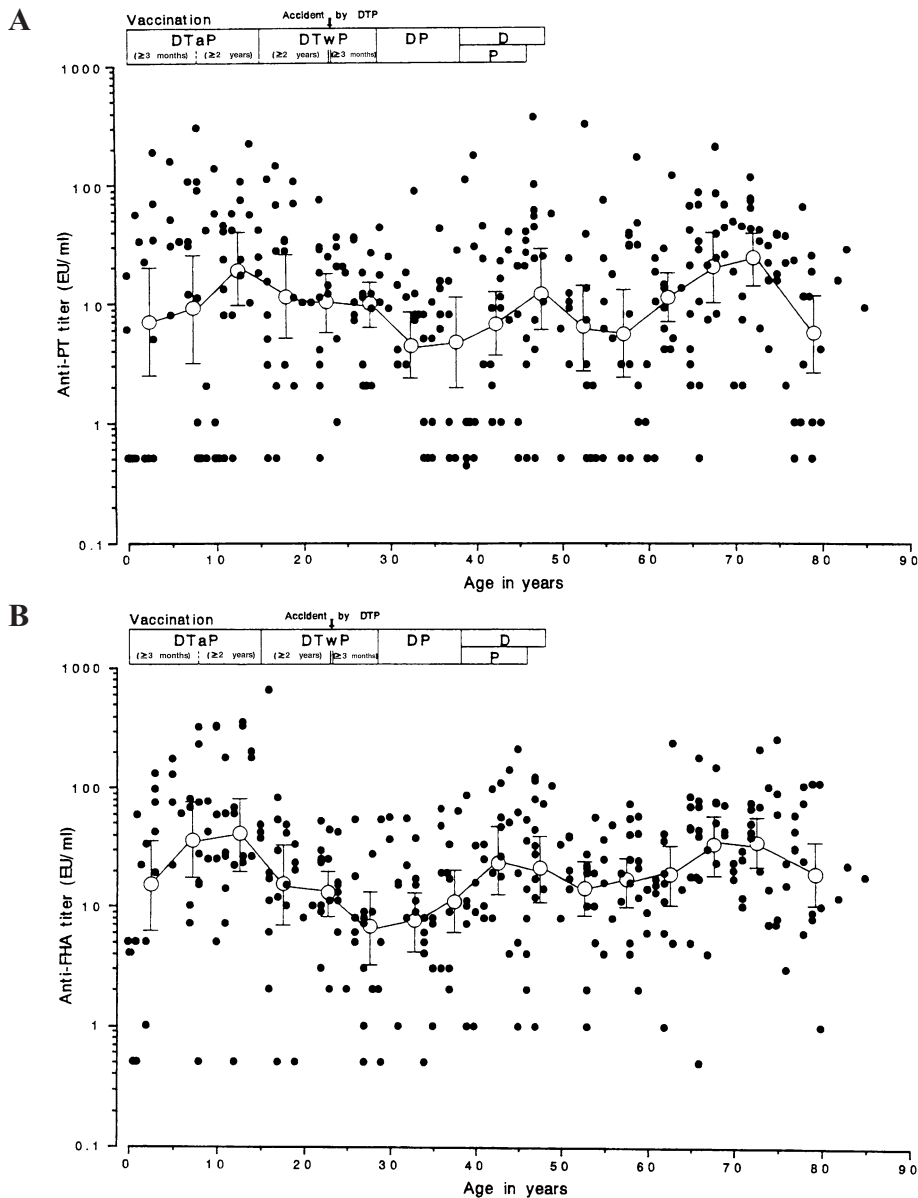 A
Vaccination
Accident by DTP
DTaP DTwP DP D
(≥3 months) (≥2 years) (≥2 years) (≥3 months) P
1000
100
10
1
0.1
Anti-PT titer (EU/ml)
0 10 20 30 40 50 60 70 80 90
Age in years
B
Vaccination
Accident by DTP
DTaP DTwP DP D
(≥3 months) (≥2 years) (≥2 years) (≥3 months) P
1000
100
10
1
0.1
Anti-FHA titer (EU/ml)
0 10 20 30 40 50 60 70 80 90
Age in years